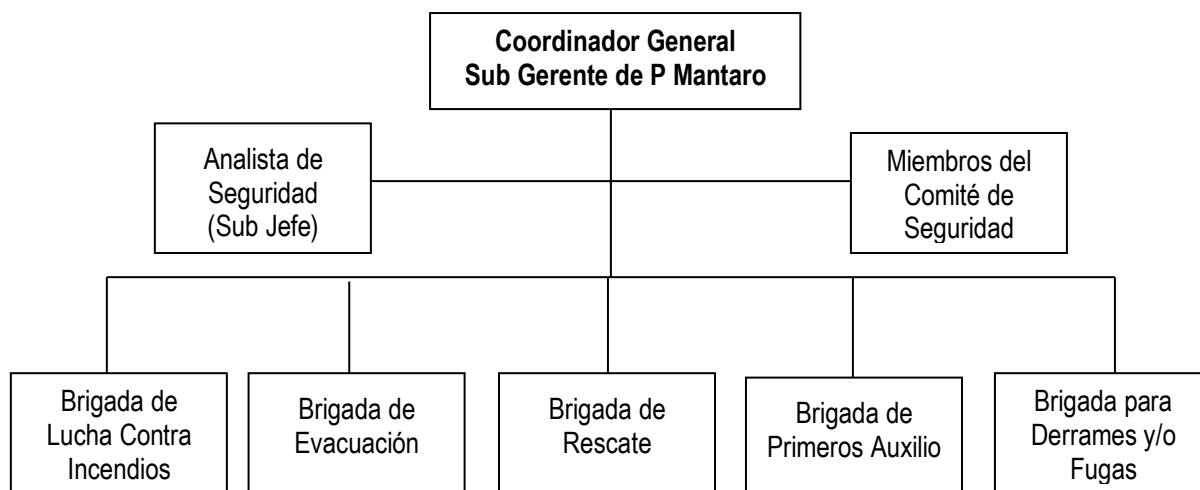 Coordinador General
Sub Gerente de P Mantaro
Analista de
Seguridad
(Sub Jefe)
Miembros del
Comité de
Seguridad
Brigada de
Lucha Contra
Incendios
Brigada de
Evacuación
Brigada de
Rescate
Brigada de
Primeros Auxilio
Brigada para
Derrames y/o
Fugas